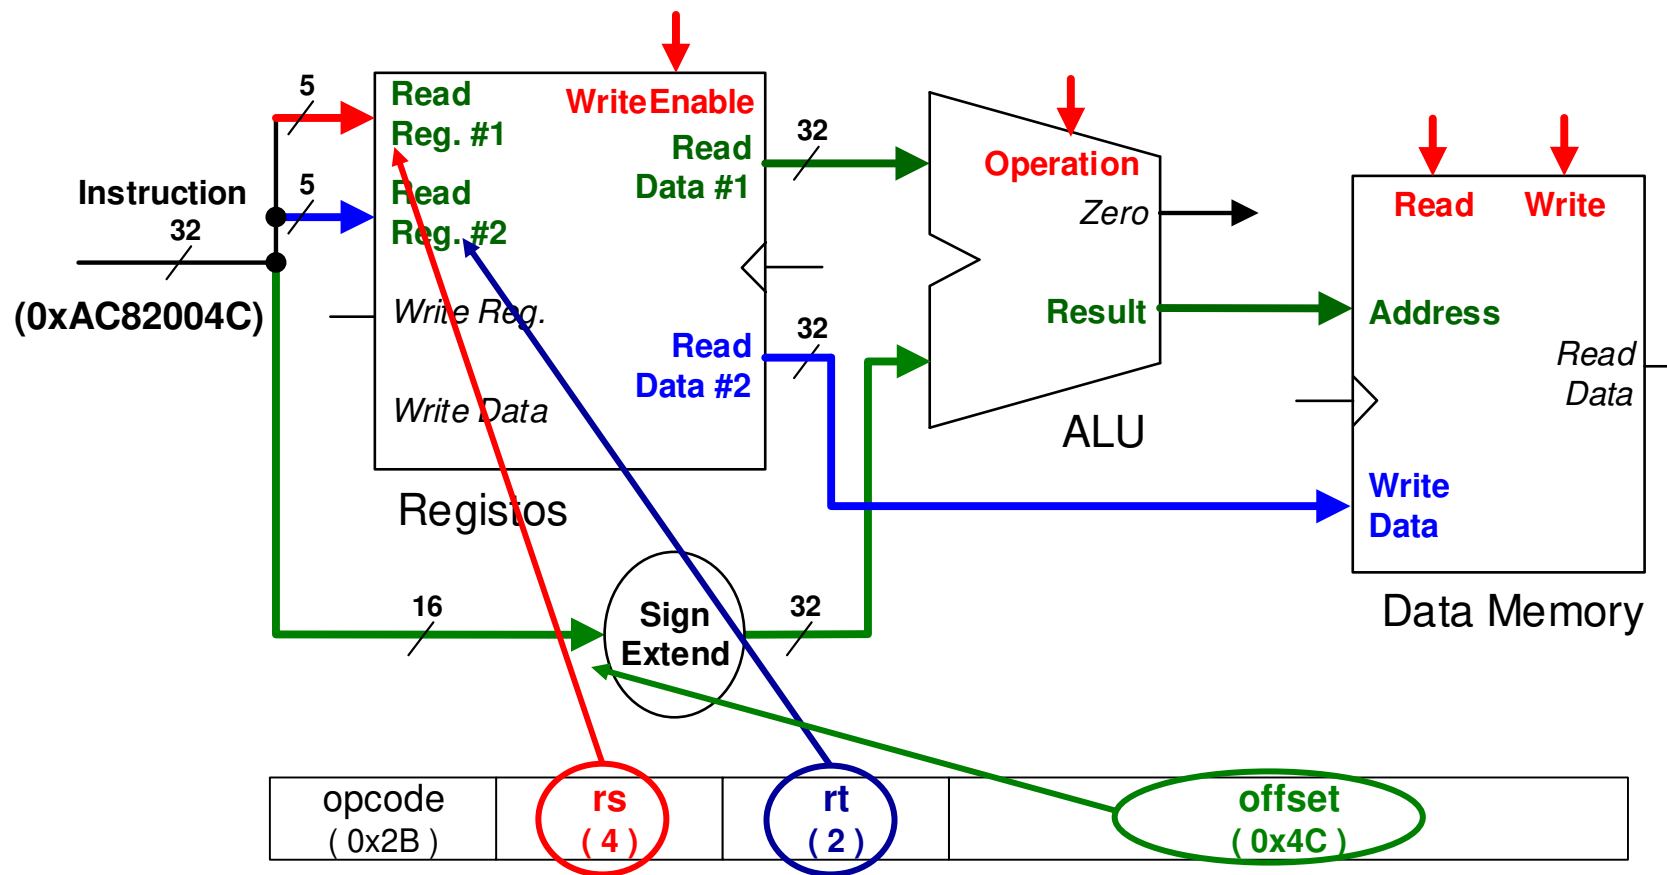 5
Read
Reg. #1
WriteEnable
Read
Data #1
32
Operation
Instruction
32
5
Read
Reg. #2
Zero
Read
Write
(0xAC82004C)
Write Reg.
Read
Data #2
32
Result
Address
Read
Data
Write Data
ALU
Registos
Write
Data
16
Sign
Extend
32
Data Memory
opcode
( 0x2B )
rs
( 4 )
rt
( 2 )
offset
( 0x4C )